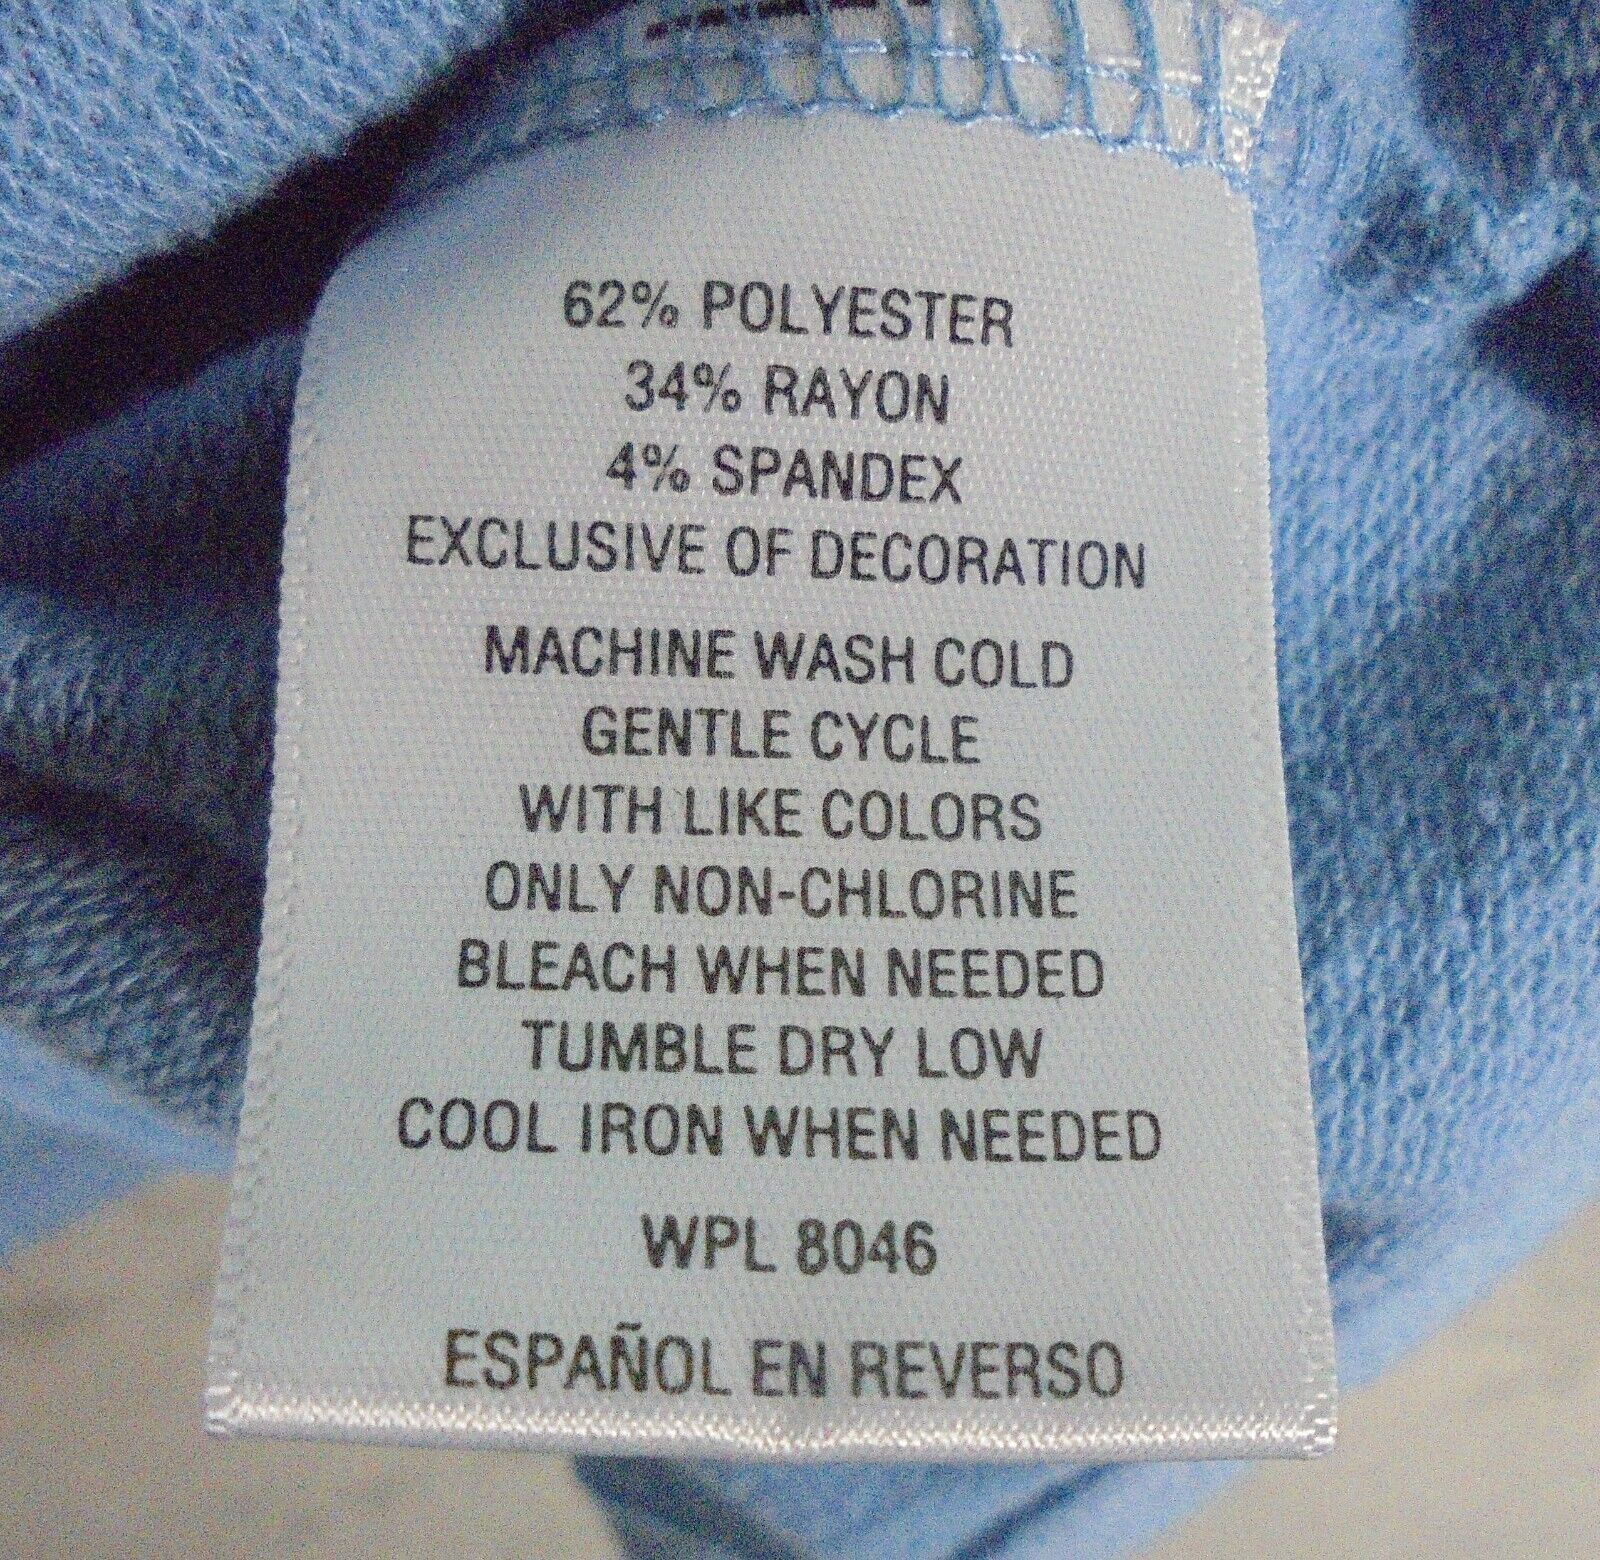 62% POLYESTER
34% RAYON
4% SPANDEX
EXCLUSIVE OF DECORATION
MACHINE WASH COLD
GENTLE CYCLE
WITH LIKE COLORS
ONLY NON-CHLORINE
BLEACH WHEN NEEDED
TUMBLE DRY LOW
COOL IRON WHEN NEEDED
WPL 8046
ESPAÑOL EN REVERSO